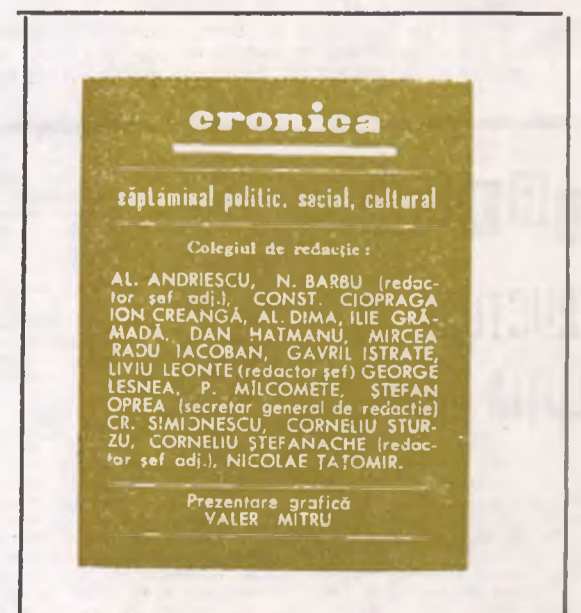 cronica
săptămînal politic, social, cultural
Colegiul de redacție:
AL. ANDRIESCU, N. BARBU (redac-
tor șef adj.), CONST. CIOPRAGA
ION CREANGĂ, AL. DIMA, ILIE GRĂ-
MADĂ, DAN HATMANU, MIRCEA
RADU IACOBAN, GAVRIL ISTRATE,
LIVIU LEONTE (redactor șef) GEORGE
LESNEA, P. MILCOMETE, ȘTEFAN
OPREA (secretar general de redactie)
CR. SIMIONESCU, CORNELIU STUR-
ZU, CORNELIU ȘTEFANACHE (redac-
tor șef adj.), NICOLAE TAȚOMIR.
Prezentare grafică
VALER MITRU